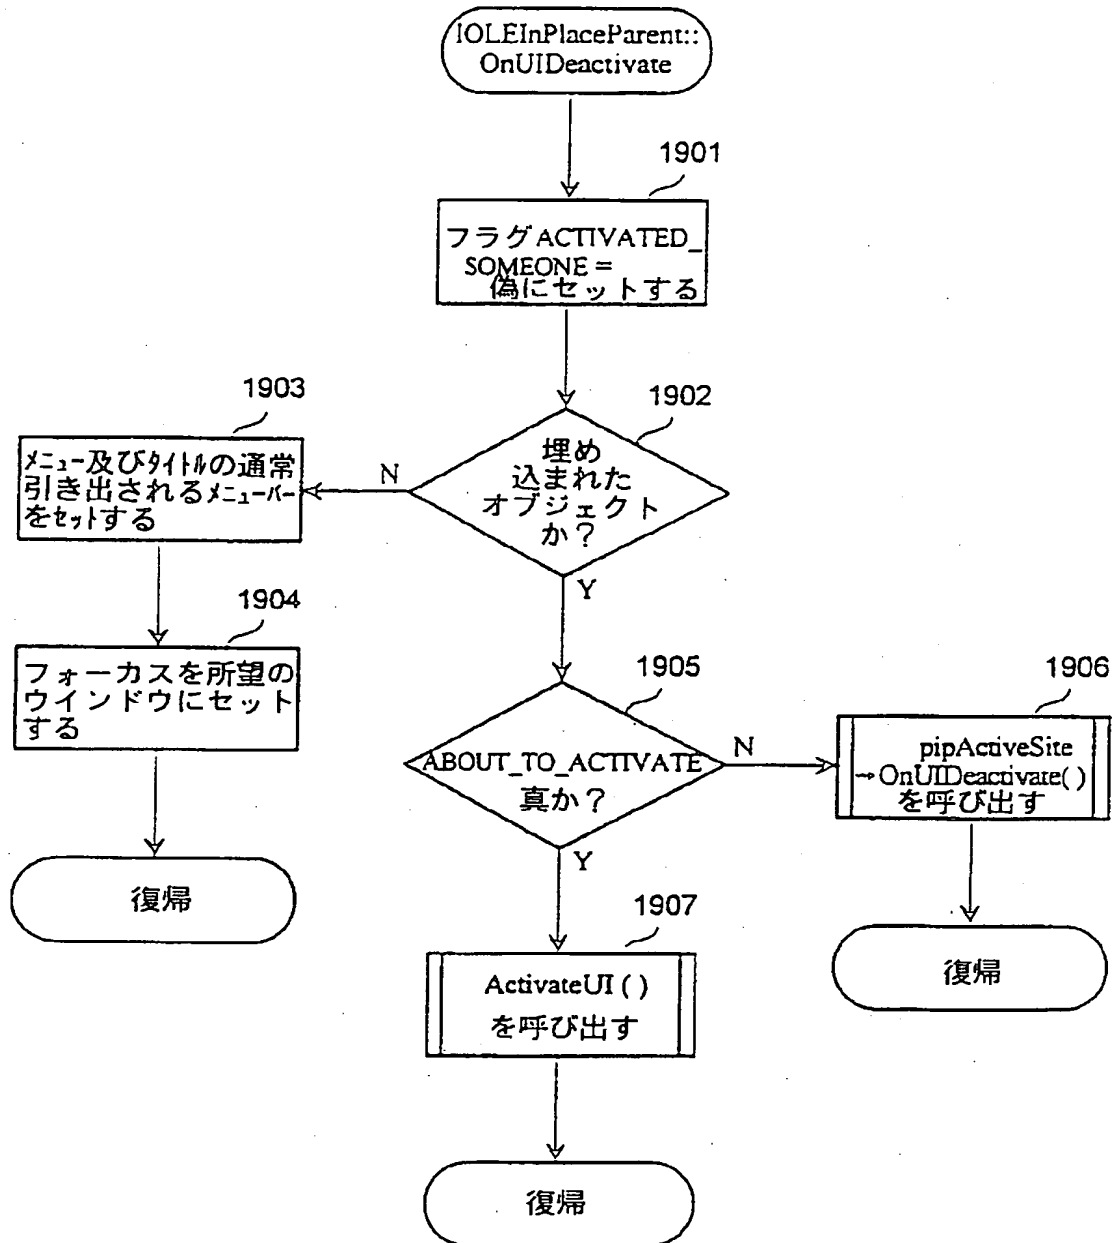 IOLEInPlaceParent::
OnUIDeactivate
1901
フラグACTIVATED_
SOMEONE =
偽にセットする
1903
1902
メニュー及びタイトルの通常
引き出されるメニューバー
をセットする
N
埋め
込まれた
オブジェクト
か？
Y
1904
フォーカスを所望の
ウインドウにセット
する
1905
1906
ABOUT_TO_ACTIVATE
真か？
N
pipActiveSite
→OnUIDeactivate()
を呼び出す
Y
復帰
1907
ActivateUI ( )
を呼び出す
復帰
復帰